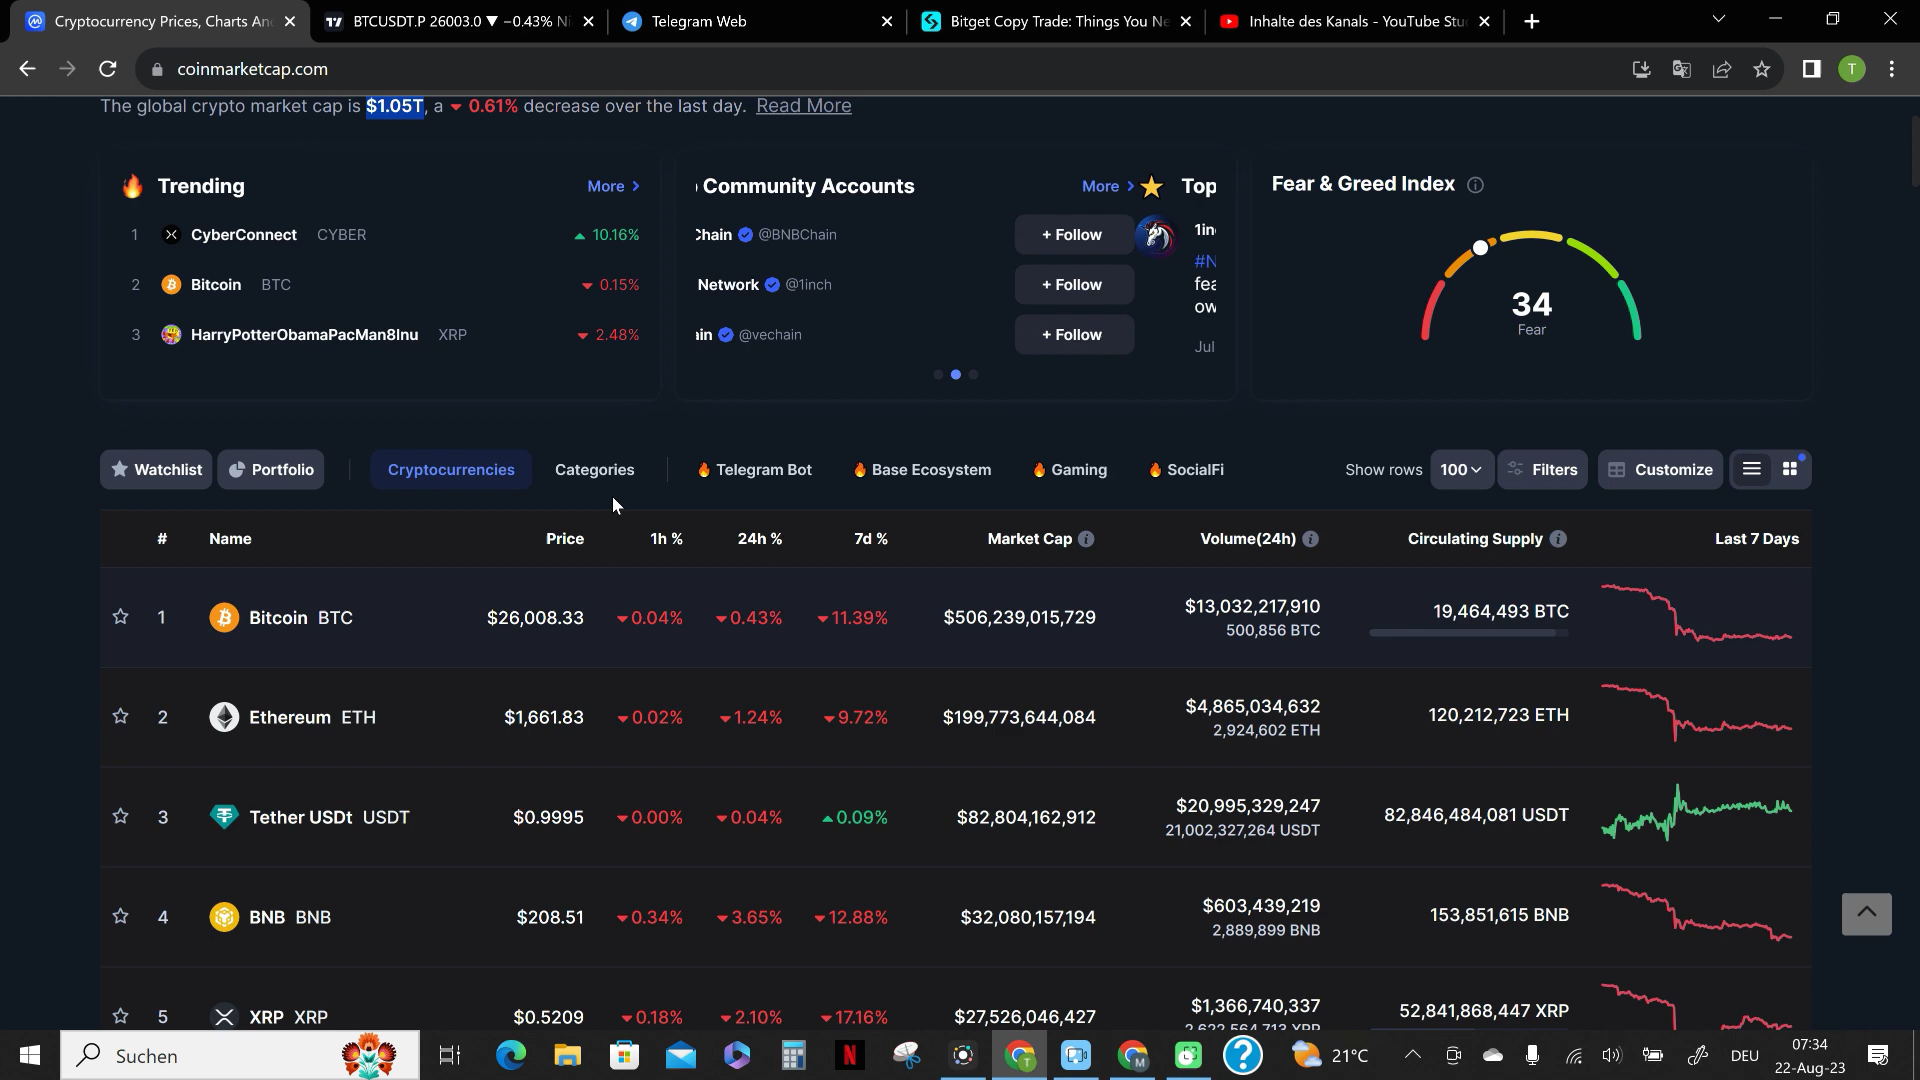 Cryptocurrency Prices, Charts An
BTCUSDT.P 26003.0 ▼ −0.43% Ni
Telegram Web
Bitget Copy Trade: Things You Ne
Inhalte des Kanals - YouTube Stu
coinmarketcap.com
T
The global crypto market cap is $1.05T, a ▼ 0.61% decrease over the last day. Read More
Trending
More >
1 CyberConnect CYBER ▲ 10.16%
2 Bitcoin BTC ▼ 0.15%
3 HarryPotterObamaPacMan8Inu XRP ▼ 2.48%
Community Accounts
More >
Chain @BNBChain + Follow
Network @1inch + Follow
ain @vechain + Follow
Top
1in
#N
fea
ow
Jul
Fear & Greed Index
34
Fear
Watchlist Portfolio Cryptocurrencies Categories Telegram Bot Base Ecosystem Gaming SocialFi Show rows 100 Filters Customize
# Name Price 1h % 24h % 7d % Market Cap Volume(24h) Circulating Supply Last 7 Days
1 Bitcoin BTC $26,008.33 ▼0.04% ▼0.43% ▼11.39% $506,239,015,729 $13,032,217,910 19,464,493 BTC
500,856 BTC
2 Ethereum ETH $1,661.83 ▼0.02% ▼1.24% ▼9.72% $199,773,644,084 $4,865,034,632 120,212,723 ETH
2,924,602 ETH
3 Tether USDt USDT $0.9995 ▼0.00% ▼0.04% ▲0.09% $82,804,162,912 $20,995,329,247 82,846,484,081 USDT
21,002,327,264 USDT
4 BNB BNB $208.51 ▼0.34% ▼3.65% ▼12.88% $32,080,157,194 $603,439,219 153,851,615 BNB
2,889,899 BNB
5 XRP XRP $0.5209 ▼0.18% ▼2.10% ▼17.16% $27,526,046,427 $1,366,740,337 52,841,868,447 XRP
Suchen
21°C
DEU
07:34
22-Aug-23